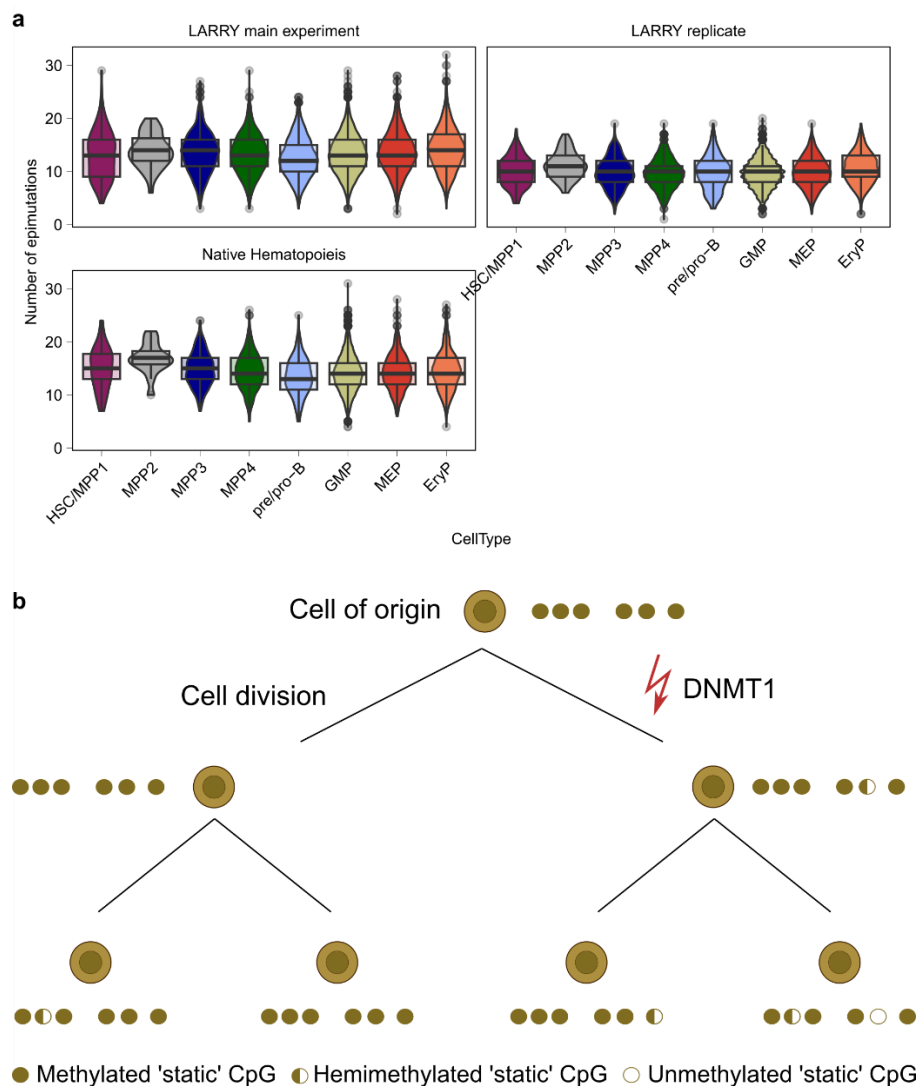 a
LARRY main experiment
LARRY replicate
Number of epimutations
30
20
10
0
HSC/MPP1
MPP2
MPP3
MPP4
pre/pro-B
GMP
MEP
EryP
Native Hematopoieis
30
20
10
0
HSC/MPP1
MPP2
MPP3
MPP4
pre/pro-B
GMP
MEP
EryP
CellType
b
Cell of origin
Cell division
DNMT1
Methylated 'static' CpG
Hemimethylated 'static' CpG
Unmethylated 'static' CpG